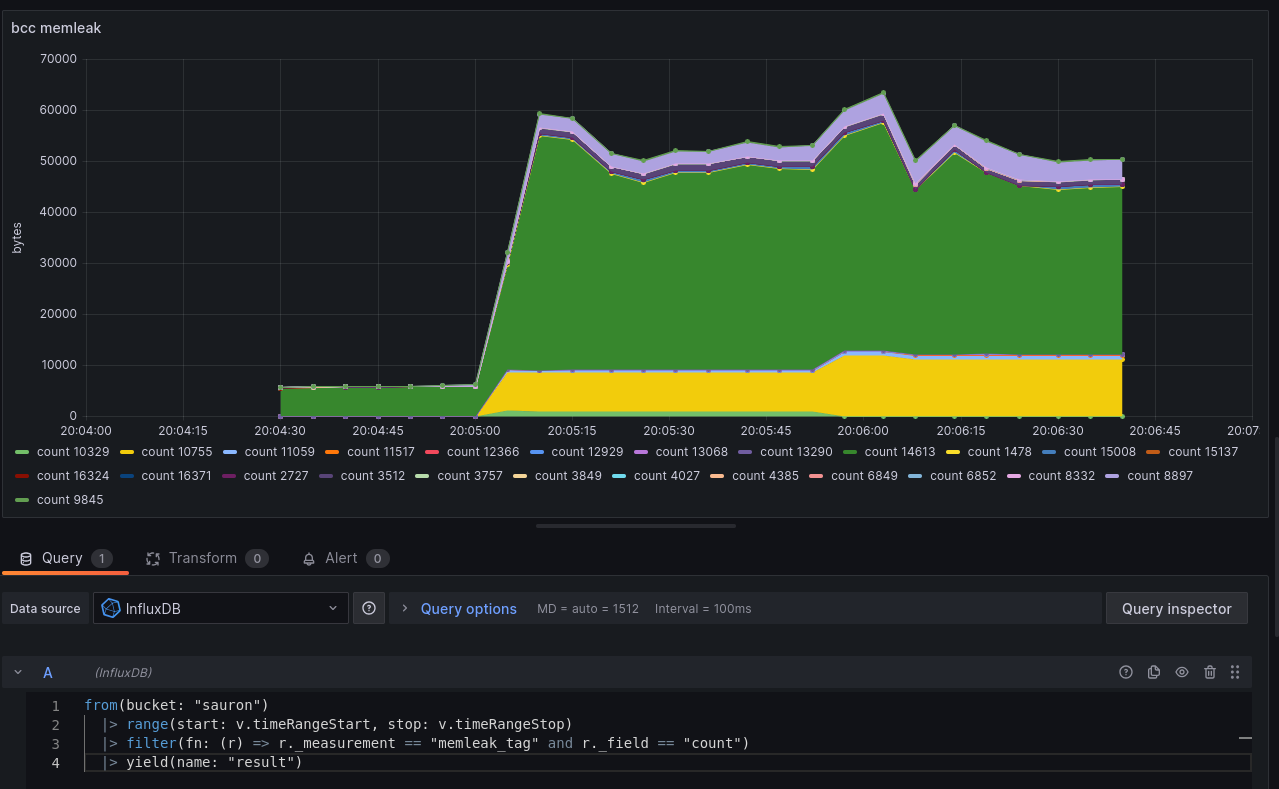 bcc memleak
70000
60000
50000
40000
30000
20000
10000
0
bytes
20:04:00 20:04:15 20:04:30 20:04:45 20:05:00 20:05:15 20:05:30 20:05:45 20:06:00 20:06:15 20:06:30 20:06:45 20:07
count 10329 count 10755 count 11059 count 11517 count 12366 count 12929 count 13068 count 13290 count 14613 count 1478 count 15008 count 15137
count 16324 count 16371 count 2727 count 3512 count 3757 count 3849 count 4027 count 4385 count 6849 count 6852 count 8332 count 8897
count 9845
Query 1 Transform 0 Alert 0
Data source InfluxDB Query options MD = auto = 1512 Interval = 100ms Query inspector
A (InfluxDB)
1 from(bucket: "sauron")
2 |> range(start: v.timeRangeStart, stop: v.timeRangeStop)
3 |> filter(fn: (r) => r._measurement == "memleak_tag" and r._field == "count")
4 |> yield(name: "result")